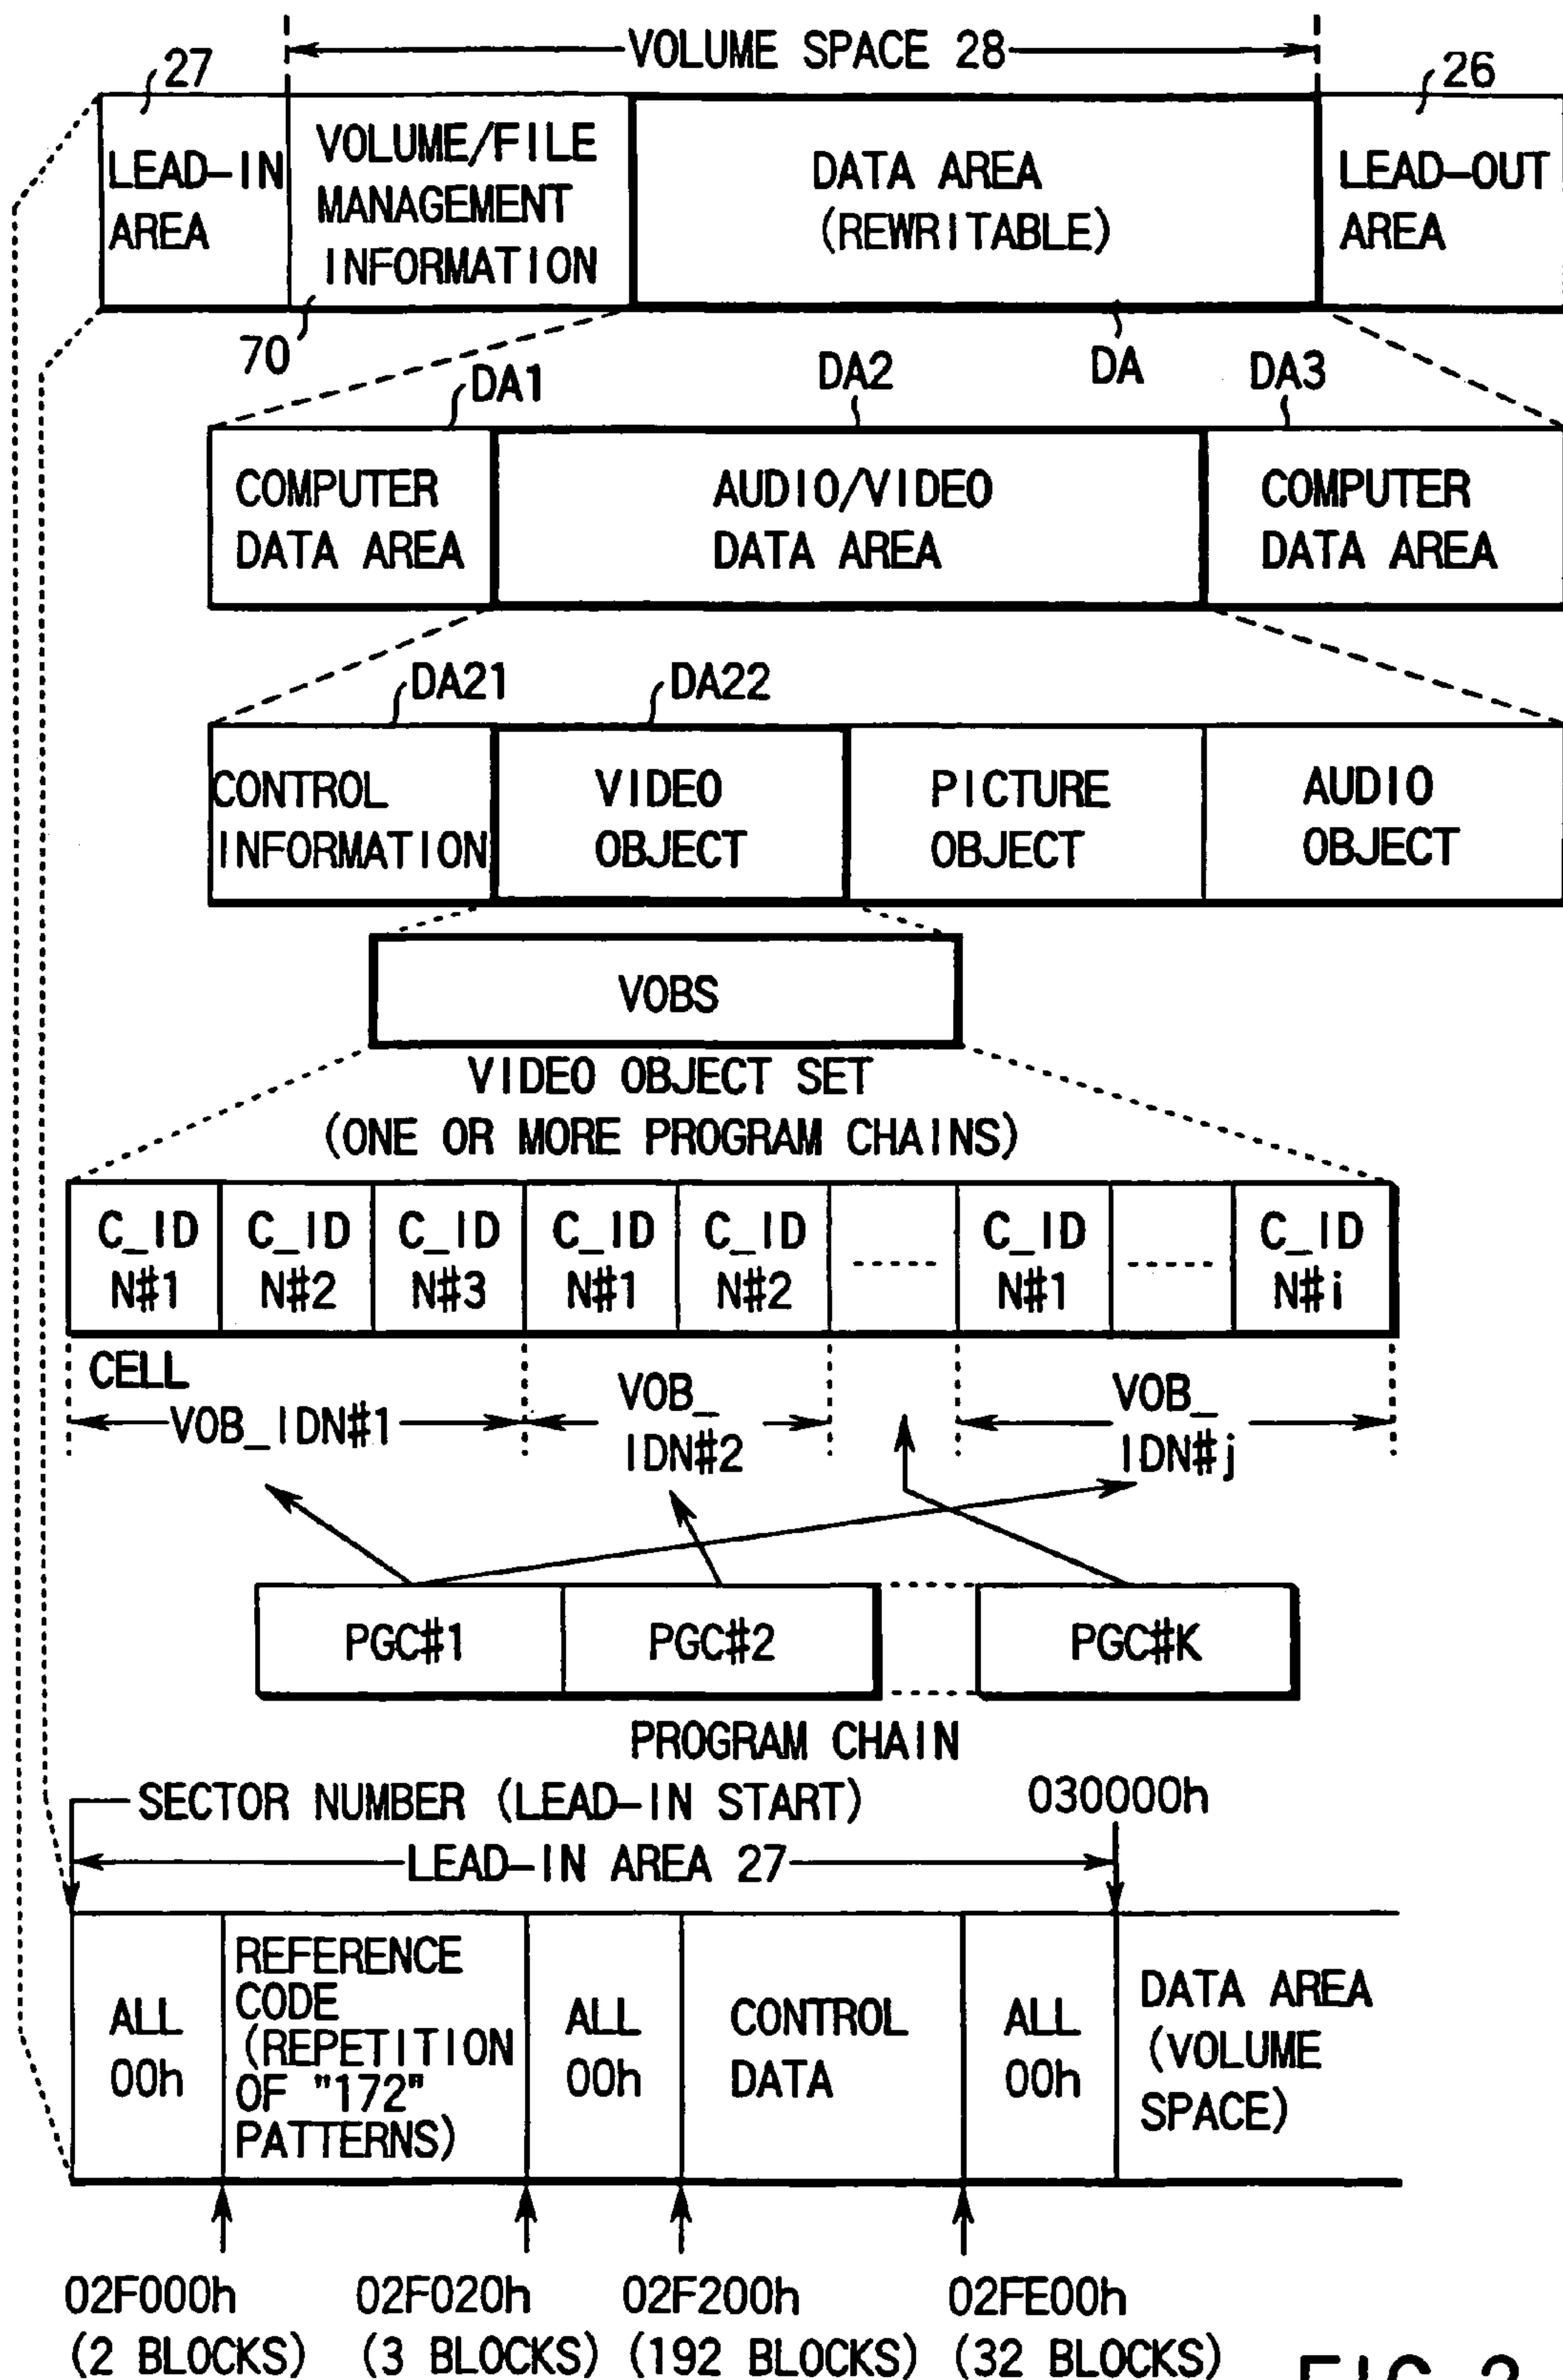 VOLUME SPACE 28
27
26
LEAD-IN
AREA
VOLUME/FILE
MANAGEMENT
INFORMATION
DATA AREA
(REWRITABLE)
LEAD-OUT
AREA
70
DA1
DA2
DA
DA3
COMPUTER
DATA AREA
AUDIO/VIDEO
DATA AREA
COMPUTER
DATA AREA
DA21
DA22
CONTROL
INFORMATION
VIDEO
OBJECT
PICTURE
OBJECT
AUDIO
OBJECT
VOBS
VIDEO OBJECT SET
(ONE OR MORE PROGRAM CHAINS)
C_ID
N#1
C_ID
N#2
C_ID
N#3
C_ID
N#1
C_ID
N#2
C_ID
N#1
C_ID
N#i
CELL
VOB_IDN#1
VOB_
IDN#2
VOB_
IDN#j
PGC#1
PGC#2
PGC#K
PROGRAM CHAIN
SECTOR NUMBER (LEAD-IN START)
030000h
LEAD-IN AREA 27
ALL
00h
REFERENCE
CODE
(REPETITION
OF "172"
PATTERNS)
ALL
00h
CONTROL
DATA
ALL
00h
DATA AREA
(VOLUME
SPACE)
02F000h
(2 BLOCKS)
02F020h
(3 BLOCKS)
02F200h
(192 BLOCKS)
02FE00h
(32 BLOCKS)